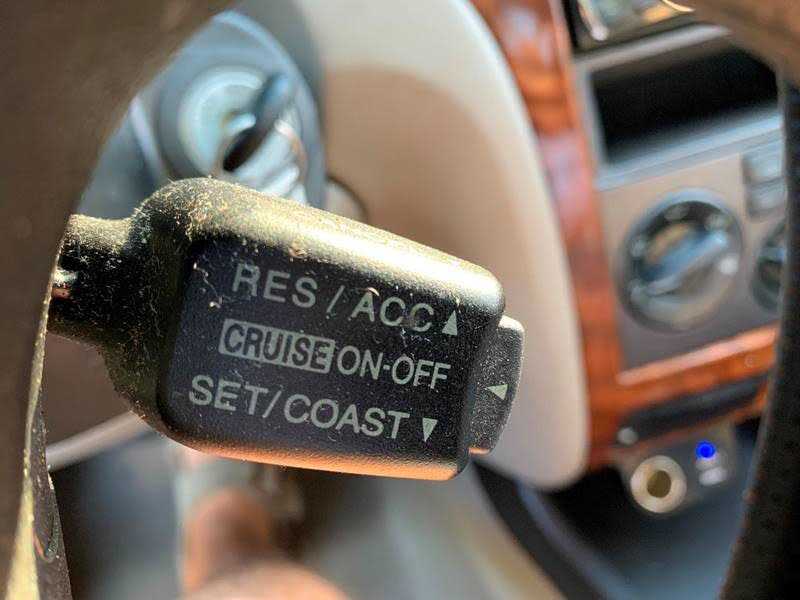 RES/ACC▲
CRUISE ON-OFF
SET/COAST▼